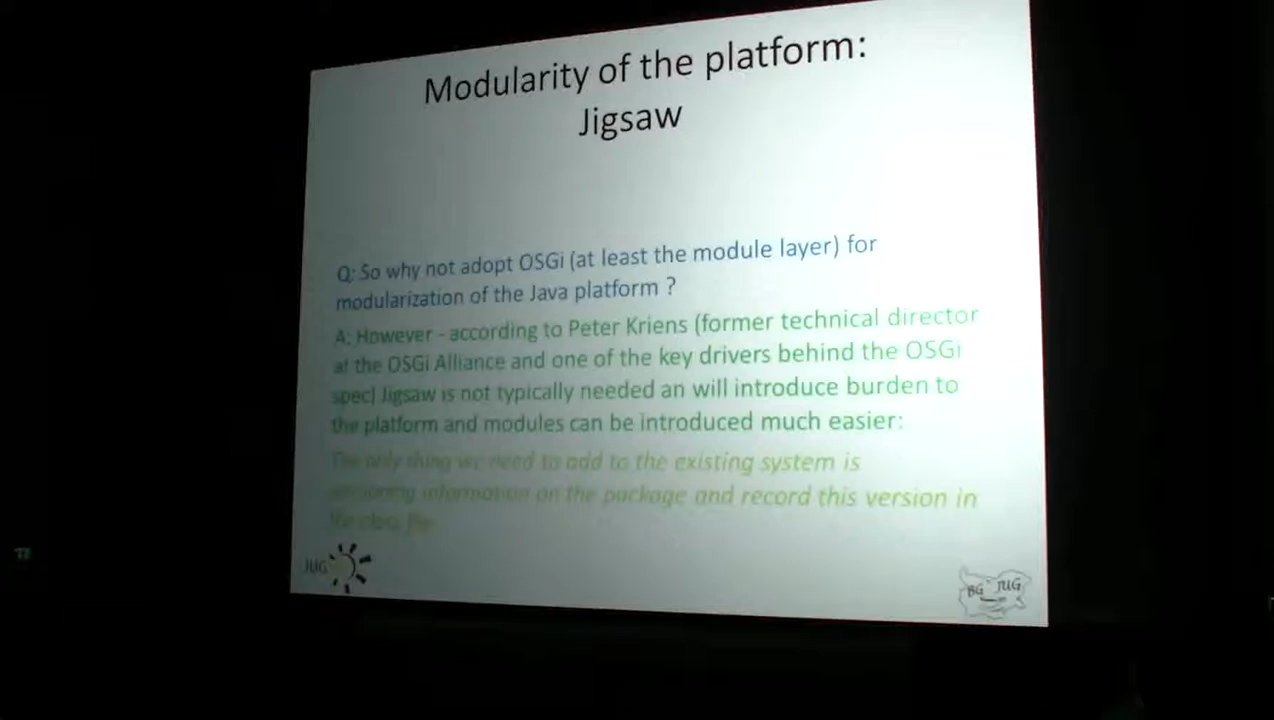 Modularity of the platform:
Jigsaw
Q: So why not adopt OSGi (at least the module layer) for
modularization of the Java platform ?
A: However - according to Peter Kriens (former technical director
at the OSGi Alliance and one of the key drivers behind the OSGi
spec) Jigsaw is not typically needed an will introduce burden to
the platform and modules can be introduced much easier:
The only thing we need to add to the existing system is
information on the package and record this version in
the class file
JUG
BG JUG